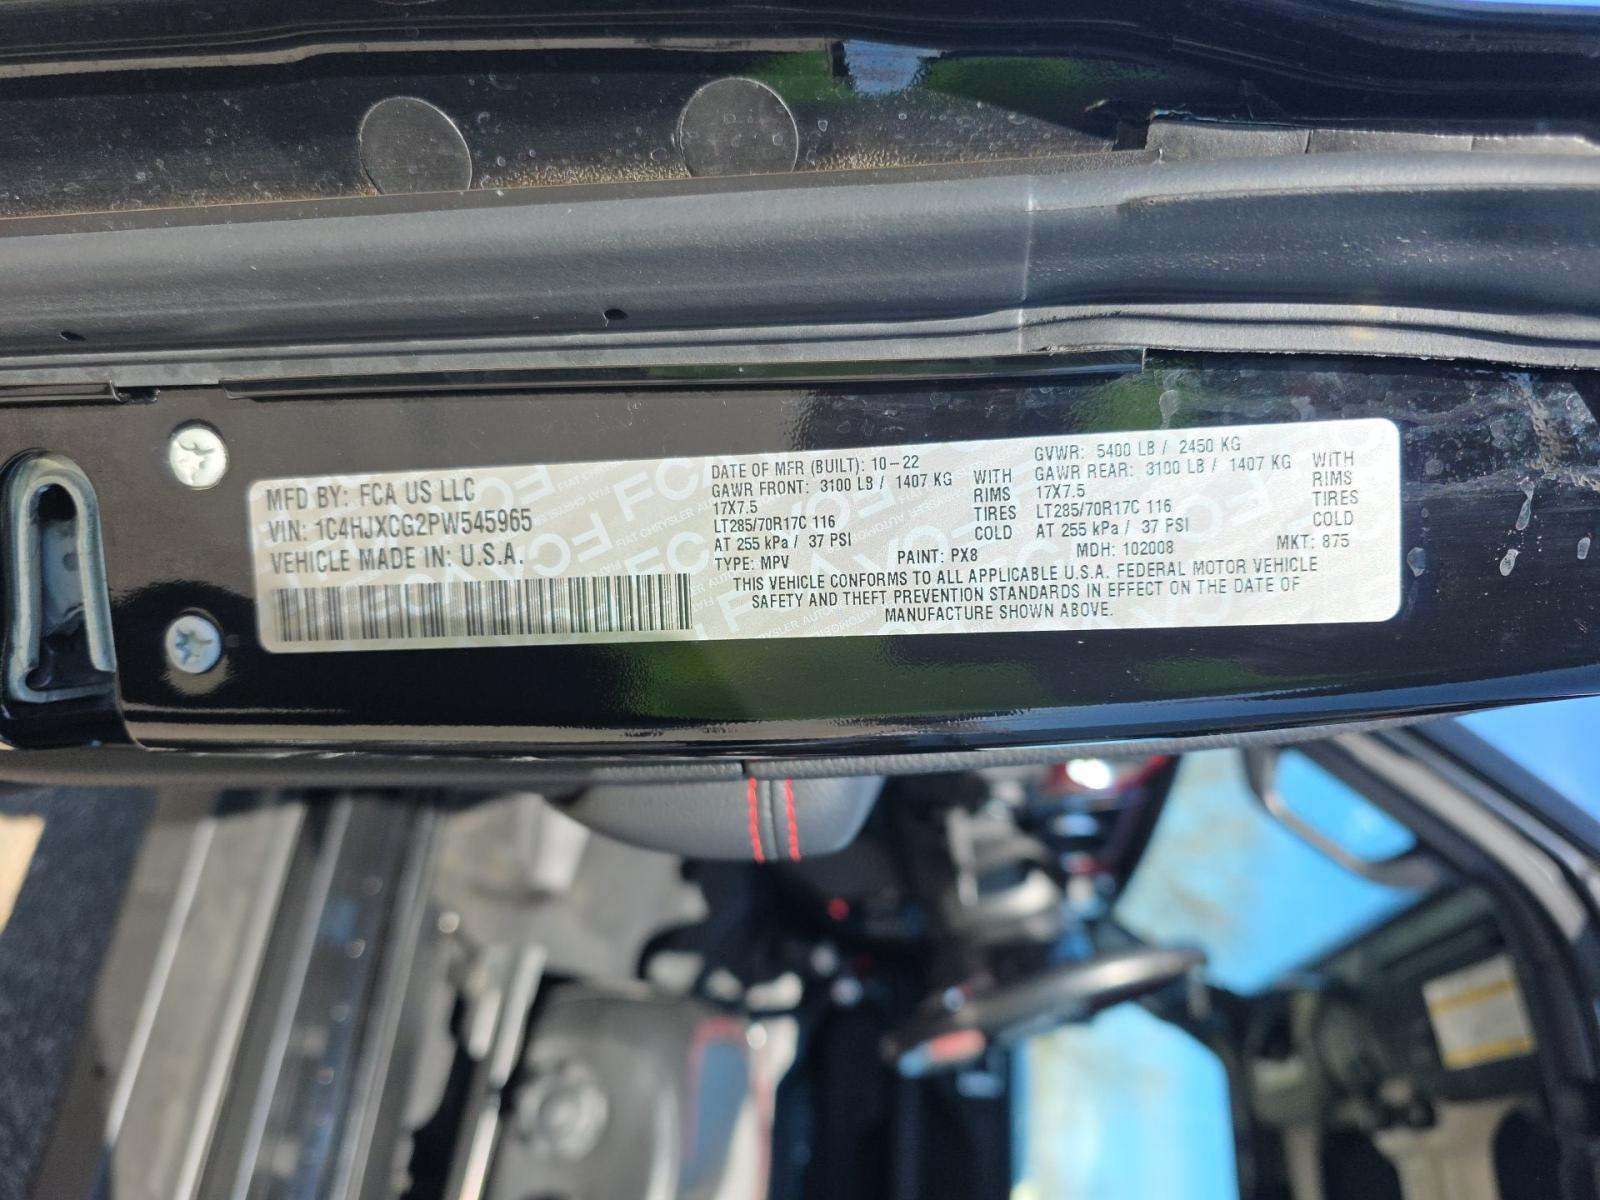 MFD BY: FCA US LLC
VIN: 1C4HJXCG2PW545965
VEHICLE MADE IN: U.S.A.
DATE OF MFR (BUILT): 10-22
GAWR FRONT: 3100 LB / 1407 KG WITH
17X7.5 RIMS
LT285/70R17C 116 TIRES
AT 255 kPa / 37 PSI COLD
GVWR: 5400 LB / 2450 KG
GAWR REAR: 3100 LB / 1407 KG WITH
17X7.5 RIMS
LT285/70R17C 116 TIRES
AT 255 kPa / 37 PSI COLD
TYPE: MPV PAINT: PX8 MDH: 102008 MKT: 875
THIS VEHICLE CONFORMS TO ALL APPLICABLE U.S.A. FEDERAL MOTOR VEHICLE
SAFETY AND THEFT PREVENTION STANDARDS IN EFFECT ON THE DATE OF
MANUFACTURE SHOWN ABOVE.